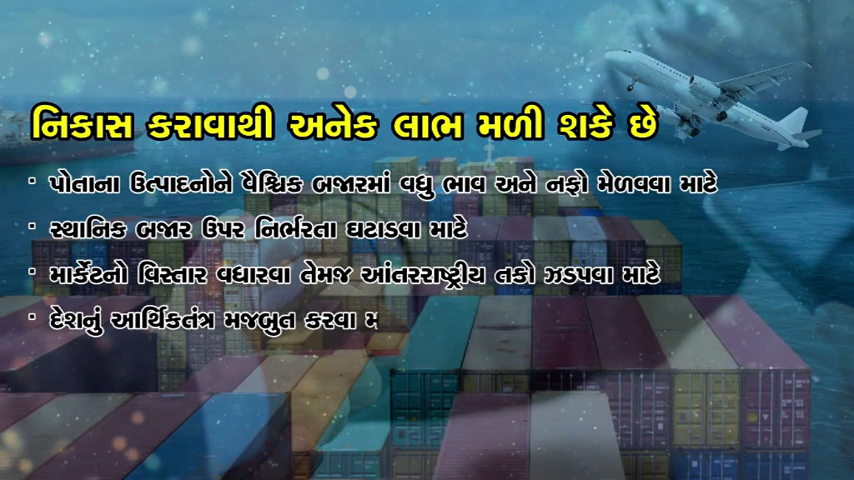 નિકાસ કરાવાથી અનેક લાભ મળી શકે છે
· પોતાના ઉત્પાદનોને વૈશ્વિક બજારમાં વધુ ભાવ અને નફો મેળવવા માટે
· સ્થાનિક બજાર ઉપર નિર્ભરતા ઘટાડવા માટે
· માર્કેટનો વિસ્તાર વધારવા તેમજ આંતરરાષ્ટ્રીય તકો ઝડપવા માટે
· દેશનું આર્થિકતંત્ર મજબુત કરવા મ